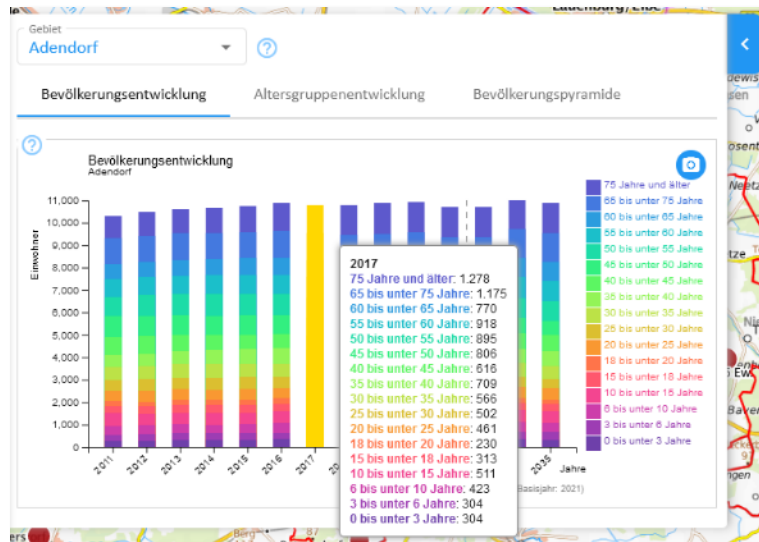 Lauenburg/Elbe
Gebiet
Adendorf
Bevölkerungsentwicklung
Altersgruppenentwicklung
Bevölkerungspyramide
Bevölkerungsentwicklung
Adendorf
Einwohner
11,000
10,000
9,000
8,000
7,000
6,000
5,000
4,000
3,000
2,000
1,000
0
2011
2012
2013
2014
2015
2016
2017
2035
Jahre
75 Jahre und älter
65 bis unter 75 Jahre
60 bis unter 65 Jahre
55 bis unter 60 Jahre
50 bis unter 55 Jahre
45 bis unter 50 Jahre
40 bis unter 45 Jahre
35 bis unter 40 Jahre
30 bis unter 35 Jahre
25 bis unter 30 Jahre
20 bis unter 25 Jahre
18 bis unter 20 Jahre
15 bis unter 18 Jahre
10 bis unter 15 Jahre
6 bis unter 10 Jahre
3 bis unter 6 Jahre
0 bis unter 3 Jahre
2017
75 Jahre und älter: 1.278
65 bis unter 75 Jahre: 1.175
60 bis unter 65 Jahre: 770
55 bis unter 60 Jahre: 918
50 bis unter 55 Jahre: 895
45 bis unter 50 Jahre: 806
40 bis unter 45 Jahre: 616
35 bis unter 40 Jahre: 709
30 bis unter 35 Jahre: 566
25 bis unter 30 Jahre: 502
20 bis unter 25 Jahre: 461
18 bis unter 20 Jahre: 230
15 bis unter 18 Jahre: 313
10 bis unter 15 Jahre: 511
6 bis unter 10 Jahre: 423
3 bis unter 6 Jahre: 304
0 bis unter 3 Jahre: 304
Basisjahr: 2021)